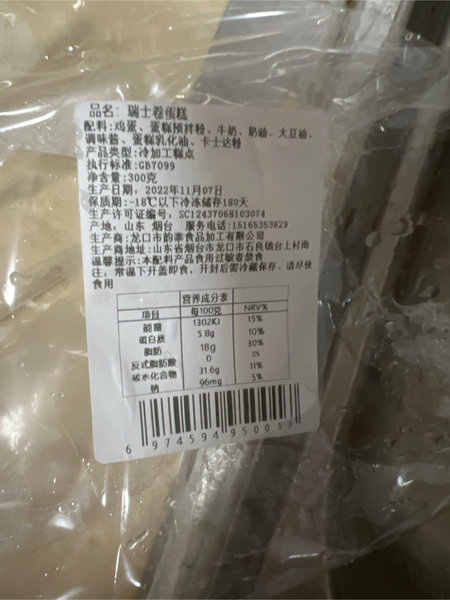 品名: 瑞士卷蛋糕
配料:鸡蛋、蛋糕预拌粉、牛奶、奶油、大豆油、
调味酱、蛋糕乳化油、卡士达粉
产品类型:冷加工糕点
执行标准:GB7099
净含量:300克
生产日期: 2022年11月07日
保质期:-18℃以下冷冻储存180天
生产许可证编号: SC12437068103074
产地:山东 烟台 服务电话:15165353829
生产商:龙口市韵泰食品加工有限公司
生产商地址:山东省烟台市龙口市石良镇台上村南
温馨提示:本配料产品食用过敏者禁食
注, 常温下开盖即食, 开封后需冷藏保存、请尽快
食用
营养成分表
项目 每100克 NRV%
能量 1302KJ 15%
蛋白质 5.8g 10%
脂肪 18g 30%
反式脂肪酸 0 0%
碳水化合物 31.6g 11%
钠 96mg 5%
6 974594 950017